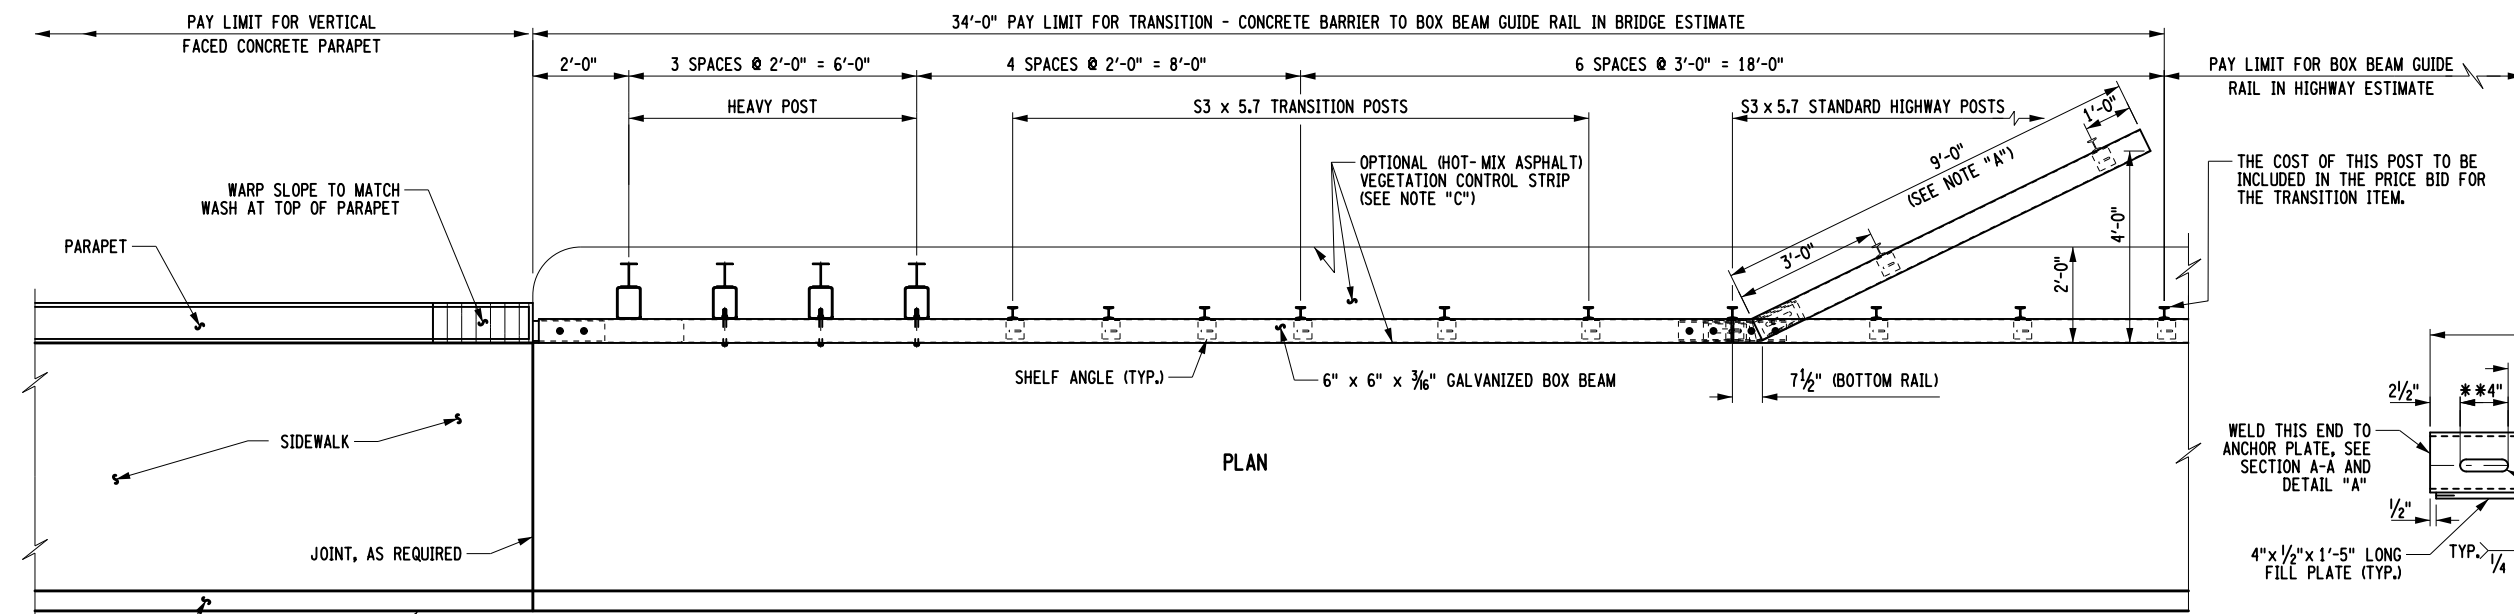 PAY LIMIT FOR VERTICAL
FACED CONCRETE PARAPET
34'-0" PAY LIMIT FOR TRANSITION - CONCRETE BARRIER TO BOX BEAM GUIDE RAIL IN BRIDGE ESTIMATE
2'-0"
3 SPACES @ 2'-0" = 6'-0"
4 SPACES @ 2'-0" = 8'-0"
6 SPACES @ 3'-0" = 18'-0"
PAY LIMIT FOR BOX BEAM GUIDE
RAIL IN HIGHWAY ESTIMATE
HEAVY POST
S3 x 5.7 TRANSITION POSTS
S3 x 5.7 STANDARD HIGHWAY POSTS
1'-0"
9'-0"
(SEE NOTE "A")
3'-0"
4'-0"
2'-0"
OPTIONAL (HOT-MIX ASPHALT)
VEGETATION CONTROL STRIP
(SEE NOTE "C")
THE COST OF THIS POST TO BE
INCLUDED IN THE PRICE BID FOR
THE TRANSITION ITEM.
WARP SLOPE TO MATCH
WASH AT TOP OF PARAPET
PARAPET
SHELF ANGLE (TYP.)
6" x 6" x 3/16" GALVANIZED BOX BEAM
7 1/2" (BOTTOM RAIL)
SIDEWALK
PLAN
JOINT, AS REQUIRED
2 1/2"
**4"
WELD THIS END TO
ANCHOR PLATE, SEE
SECTION A-A AND
DETAIL "A"
1/2"
4"x 1/2"x 1'-5" LONG
FILL PLATE (TYP.)
TYP.
1/4